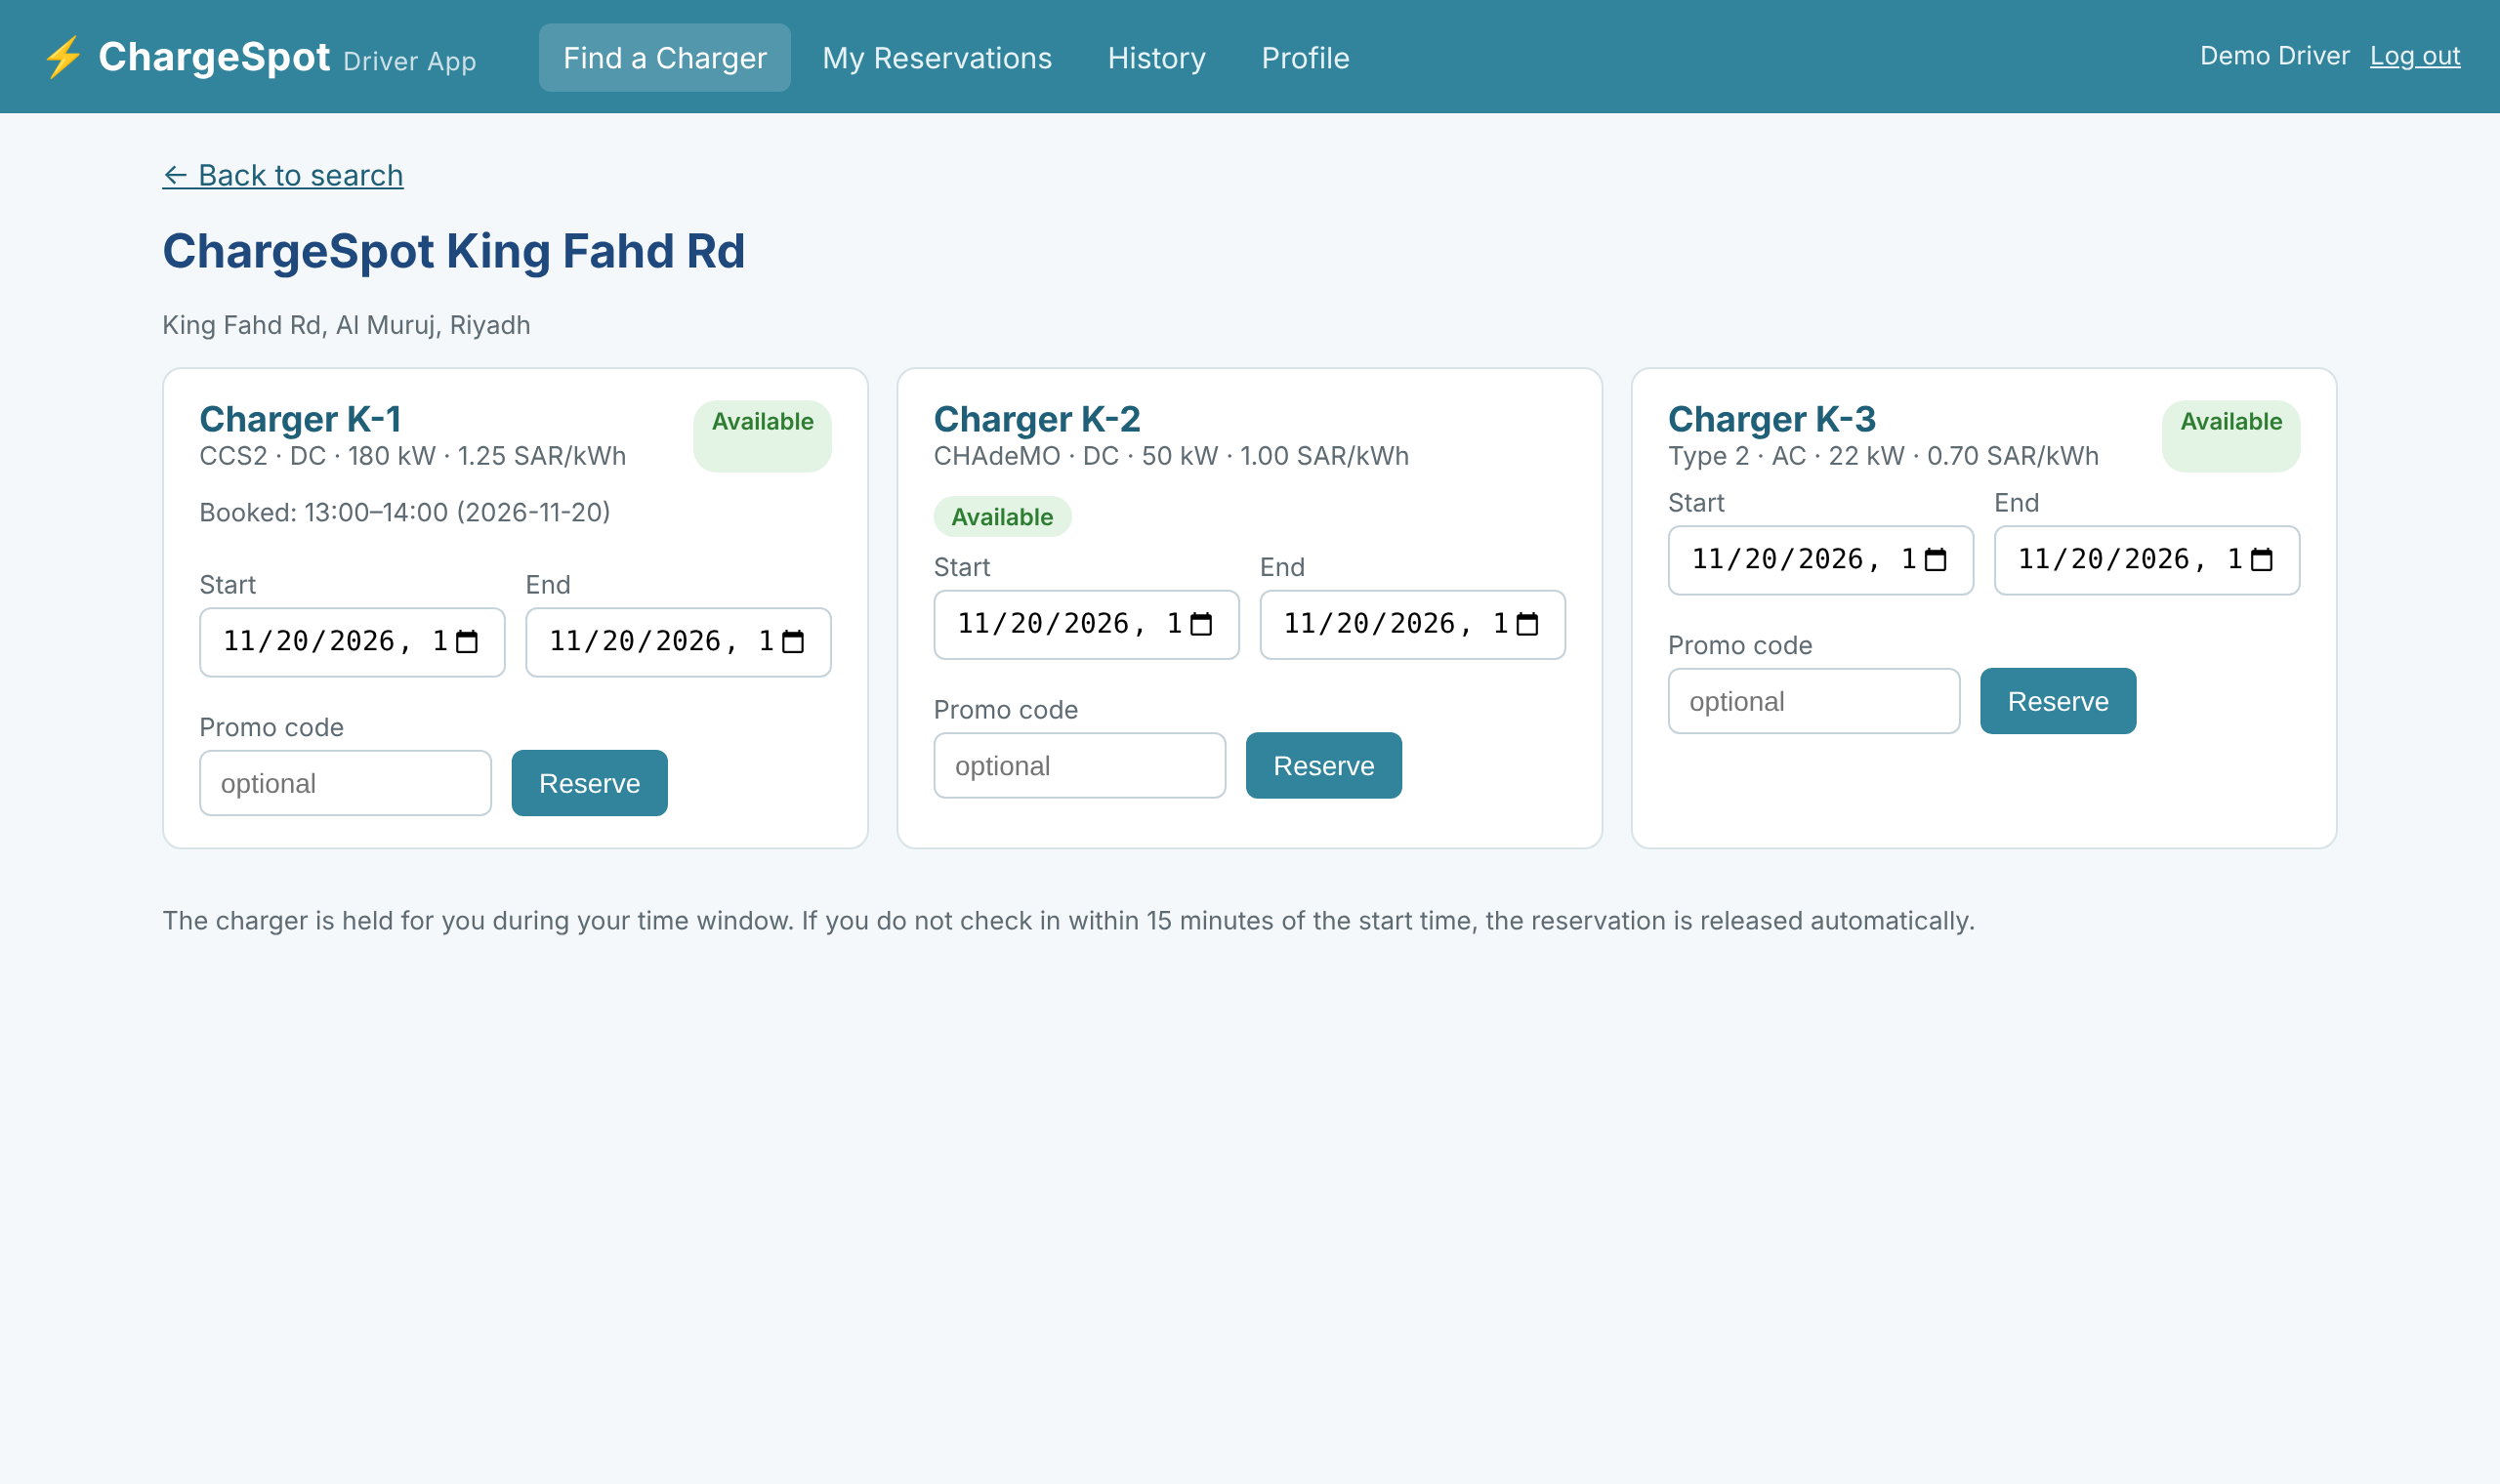 ⚡ ChargeSpot Driver App Find a Charger My Reservations History Profile Demo Driver Log out
← Back to search
ChargeSpot King Fahd Rd
King Fahd Rd, Al Muruj, Riyadh
Charger K-1 Available
CCS2 · DC · 180 kW · 1.25 SAR/kWh
Booked: 13:00–14:00 (2026-11-20)
Start End
11/20/2026, 1 11/20/2026, 1
Promo code
optional Reserve
Charger K-2
CHAdeMO · DC · 50 kW · 1.00 SAR/kWh
Available
Start End
11/20/2026, 1 11/20/2026, 1
Promo code
optional Reserve
Charger K-3 Available
Type 2 · AC · 22 kW · 0.70 SAR/kWh
Start End
11/20/2026, 1 11/20/2026, 1
Promo code
optional Reserve
The charger is held for you during your time window. If you do not check in within 15 minutes of the start time, the reservation is released automatically.